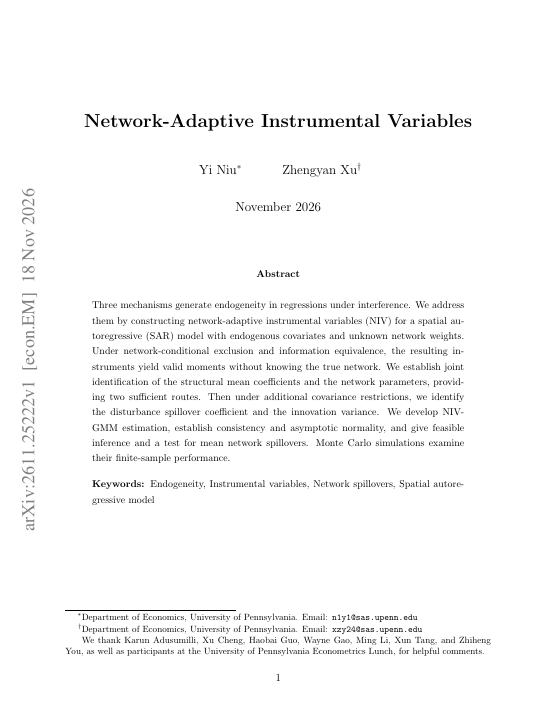 Network-Adaptive Instrumental Variables
Yi Niu* Zhengyan Xu†
November 2026
Abstract
Three mechanisms generate endogeneity in regressions under interference. We address
them by constructing network-adaptive instrumental variables (NIV) for a spatial au-
toregressive (SAR) model with endogenous covariates and unknown network weights.
Under network-conditional exclusion and information equivalence, the resulting in-
struments yield valid moments without knowing the true network. We establish joint
identification of the structural mean coefficients and the network parameters, provid-
ing two sufficient routes. Then under additional covariance restrictions, we identify
the disturbance spillover coefficient and the innovation variance. We develop NIV-
GMM estimation, establish consistency and asymptotic normality, and give feasible
inference and a test for mean network spillovers. Monte Carlo simulations examine
their finite-sample performance.
Keywords: Endogeneity, Instrumental variables, Network spillovers, Spatial autore-
gressive model
*Department of Economics, University of Pennsylvania. Email: n1y1@sas.upenn.edu
†Department of Economics, University of Pennsylvania. Email: xzy24@sas.upenn.edu
We thank Karun Adusumilli, Xu Cheng, Haobai Guo, Wayne Gao, Ming Li, Xun Tang, and Zhiheng
You, as well as participants at the University of Pennsylvania Econometrics Lunch, for helpful comments.
1
arXiv:2611.25222v1 [econ.EM] 18 Nov 2026